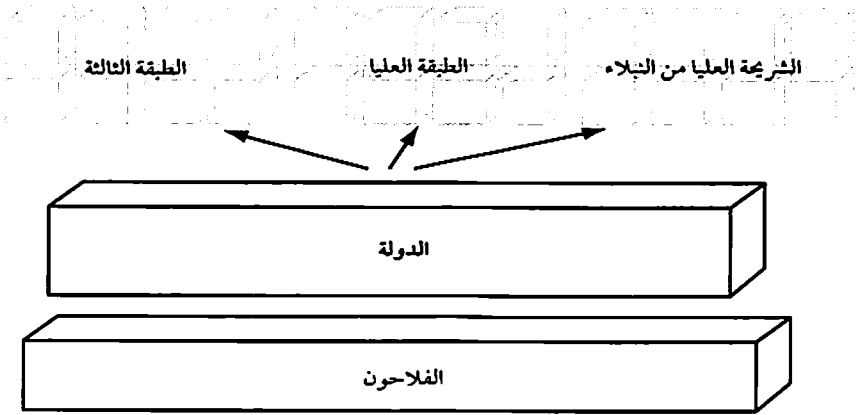 الشريحة العليا من النبلاء الطبقة العليا الطبقة الثالثة
الدولة
الفلاحون